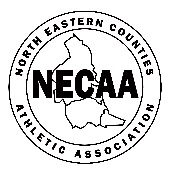 NORTH EASTERN COUNTIES
NECAA
ATHLETIC ASSOCIATION